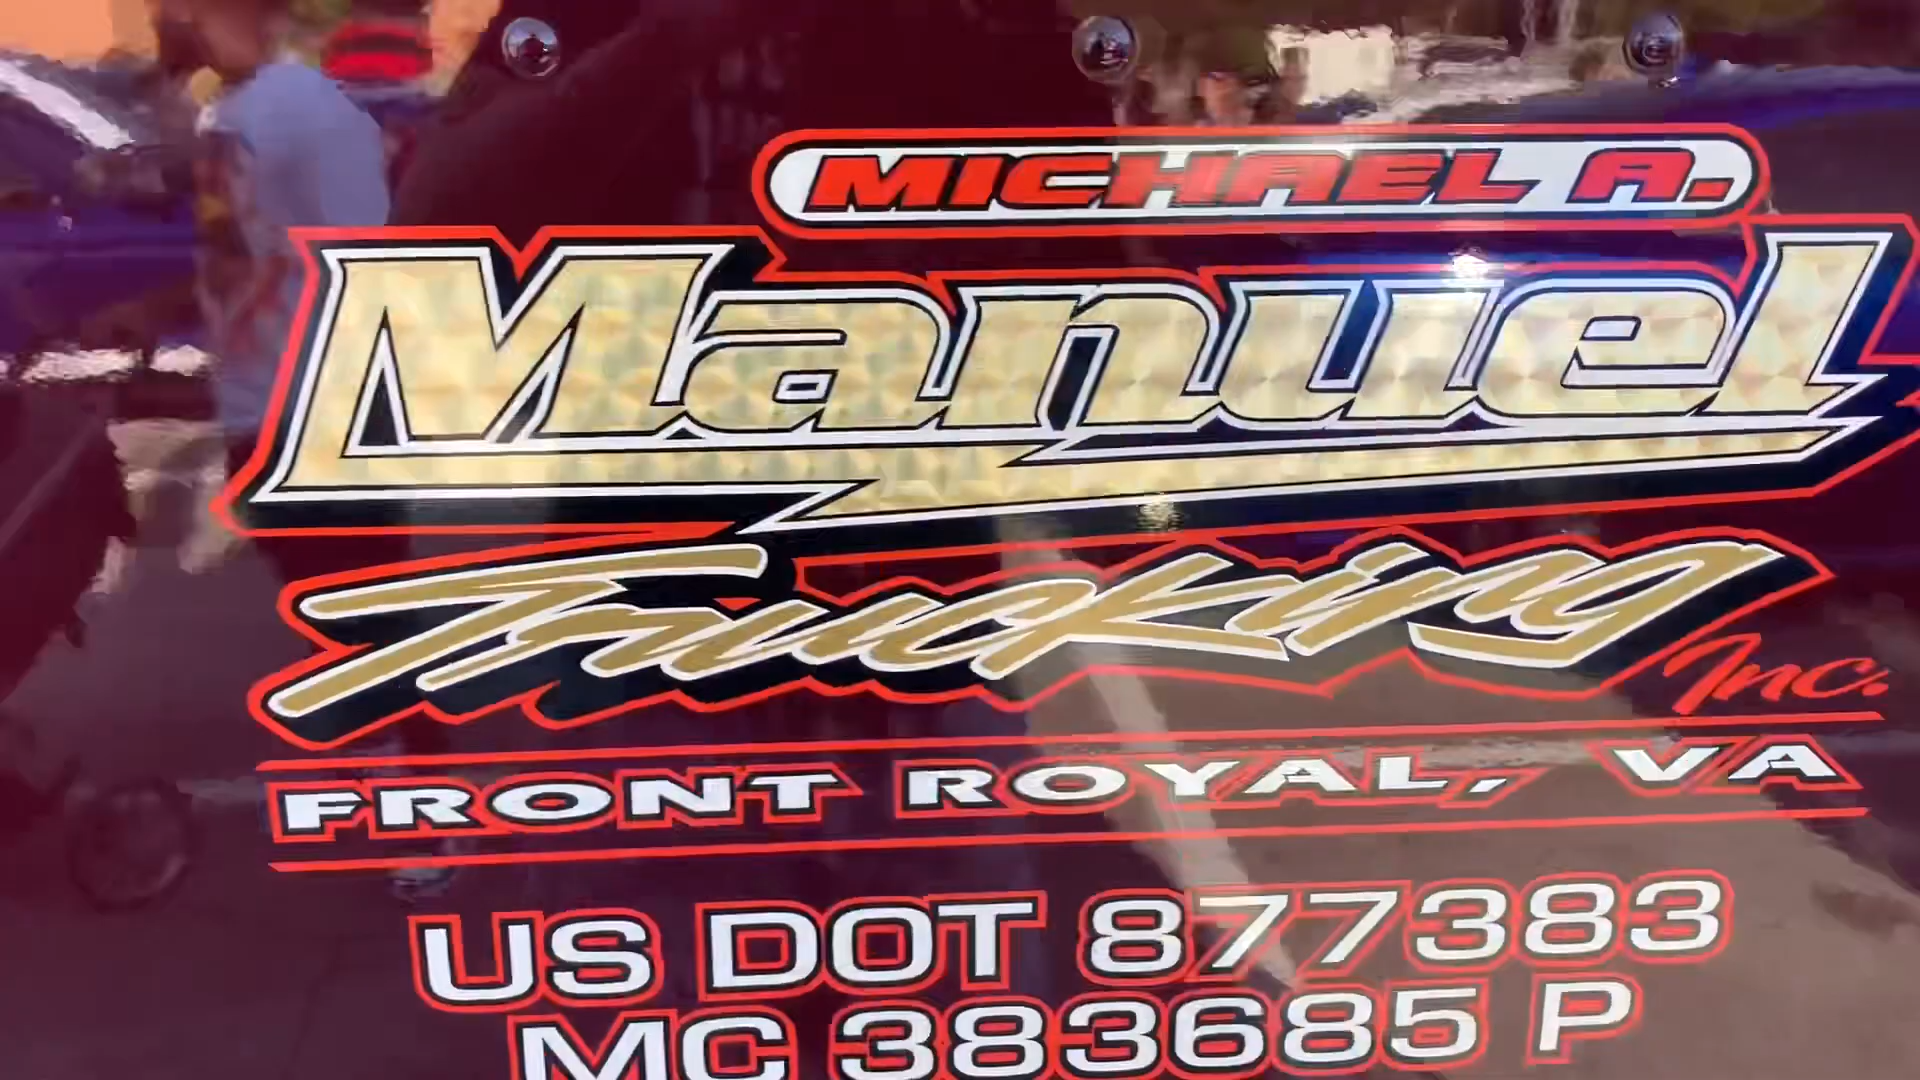 MICHAEL A.
Manuel
Trucking
Inc.
FRONT ROYAL, VA
US DOT 877383
MC 383685 P